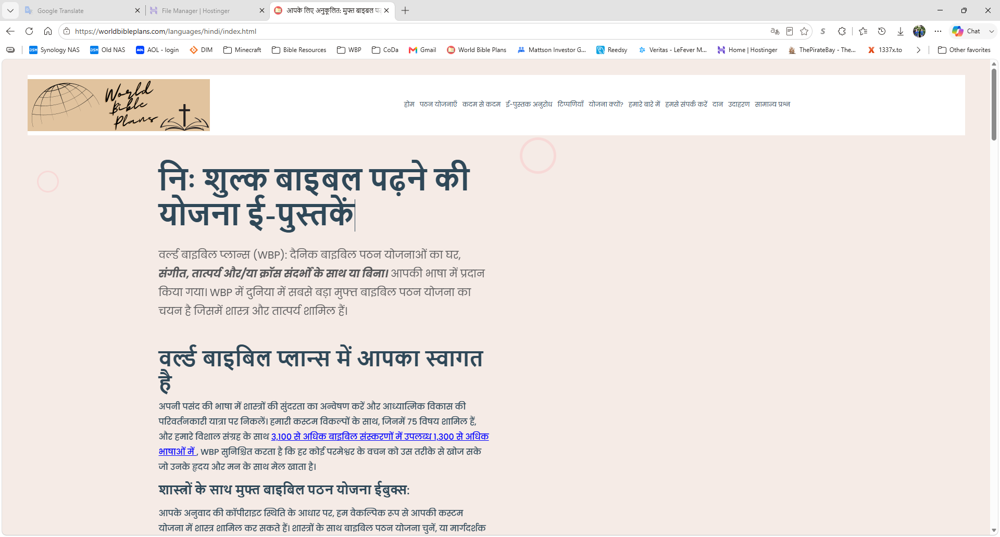 Google Translate
File Manager | Hostinger
आपके लिए अनुकूलित: मुफ्त बाइबल
https://worldbibleplans.com/languages/hindi/index.html
Chat
Synology NAS
Old NAS
AOL - login
DIM
Minecraft
Bible Resources
WBP
CoDa
Gmail
World Bible Plans
Mattson Investor G...
Reedsy
Veritas - LeFever M...
Home | Hostinger
ThePirateBay - The...
1337x.to
Other favorites
World
Bible
Plans
होम पठन योजनाएँ कदम से कदम ई-पुस्तक अनुरोध टिप्पणियाँ योजना क्यों? हमारे बारे में हमसे संपर्क करें दान उदाहरण सामान्य प्रश्न
निः शुल्क बाइबल पढ़ने की
योजना ई-पुस्तकें
वर्ल्ड बाइबिल प्लान्स (WBP): दैनिक बाइबिल पठन योजनाओं का घर,
संगीत, तात्पर्य और/या क्रॉस संदर्भों के साथ या बिना। आपकी भाषा में प्रदान
किया गया। WBP में दुनिया में सबसे बड़ा मुफ्त बाइबिल पठन योजना का
चयन है जिसमें शास्त्र और तात्पर्य शामिल हैं।
वर्ल्ड बाइबिल प्लान्स में आपका स्वागत
है
अपनी पसंद की भाषा में शास्त्रों की सुंदरता का अन्वेषण करें और आध्यात्मिक विकास की
परिवर्तनकारी यात्रा पर निकलें। हमारी कस्टम विकल्पों के साथ, जिनमें 75 विषय शामिल हैं,
और हमारे विशाल संग्रह के साथ 3,100 से अधिक बाइबिल संस्करणों में उपलब्ध 1,300 से अधिक
भाषाओं में , WBP सुनिश्चित करता है कि हर कोई परमेश्वर के वचन को उस तरीके से खोज सके
जो उनके हृदय और मन के साथ मेल खाता है।
शास्त्रों के साथ मुफ्त बाइबिल पठन योजना ईबुक्स:
आपके अनुवाद की कॉपीराइट स्थिति के आधार पर, हम वैकल्पिक रूप से आपकी कस्टम
योजना में शास्त्र शामिल कर सकते हैं। शास्त्रों के साथ बाइबिल पठन योजना चुनें, या मार्गदर्शक